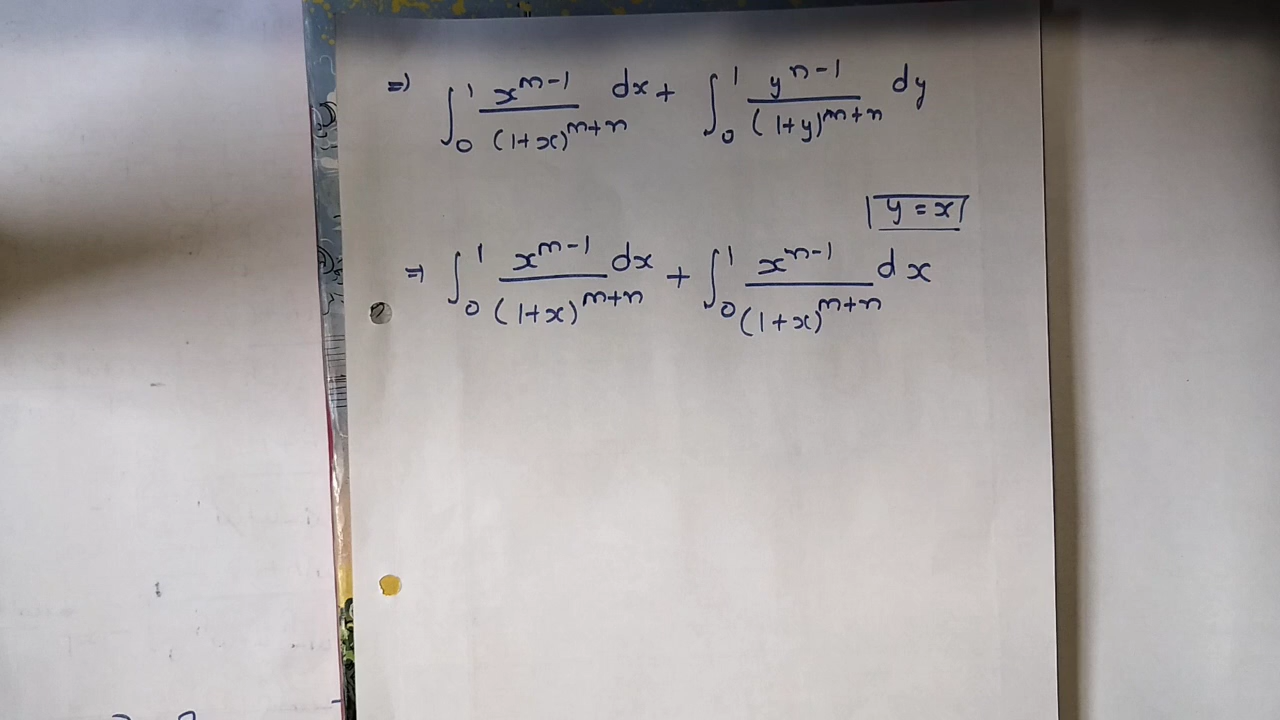 ⇒ ∫₀¹ x^{m-1}/(1+x)^{m+n} dx + ∫₀¹ y^{n-1}/(1+y)^{m+n} dy
y = x
⇒ ∫₀¹ x^{m-1}/(1+x)^{m+n} dx + ∫₀¹ x^{n-1}/(1+x)^{m+n} dx